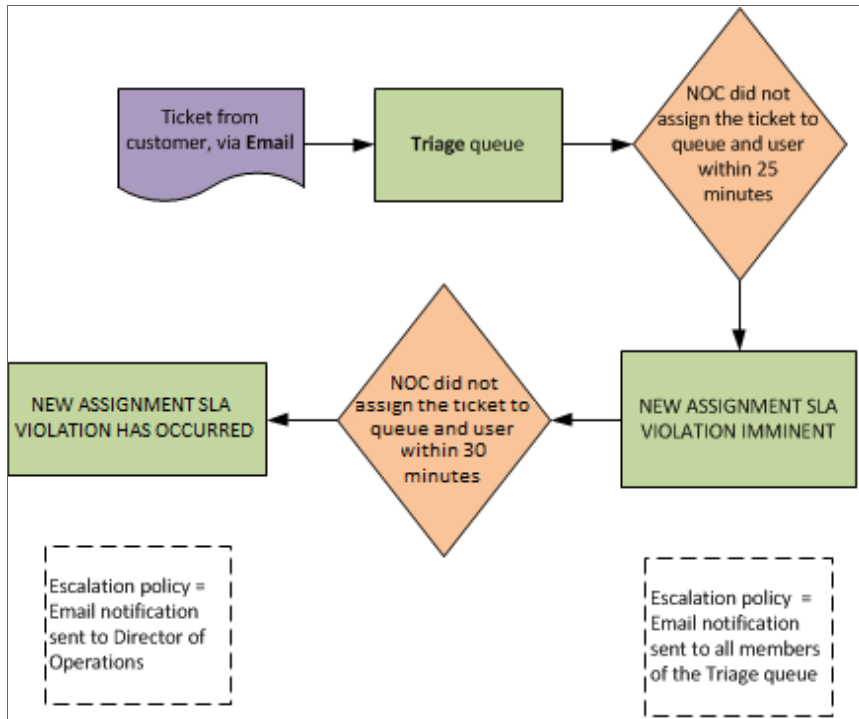 Ticket from
customer, via Email
Triage queue
NOC did not
assign the ticket to
queue and user
within 25
minutes
NEW ASSIGNMENT SLA
VIOLATION IMMINENT
NOC did not
assign the ticket to
queue and user
within 30
minutes
NEW ASSIGNMENT SLA
VIOLATION HAS OCCURRED
Escalation policy =
Email notification
sent to Director of
Operations
Escalation policy =
Email notification
sent to all members
of the Triage queue